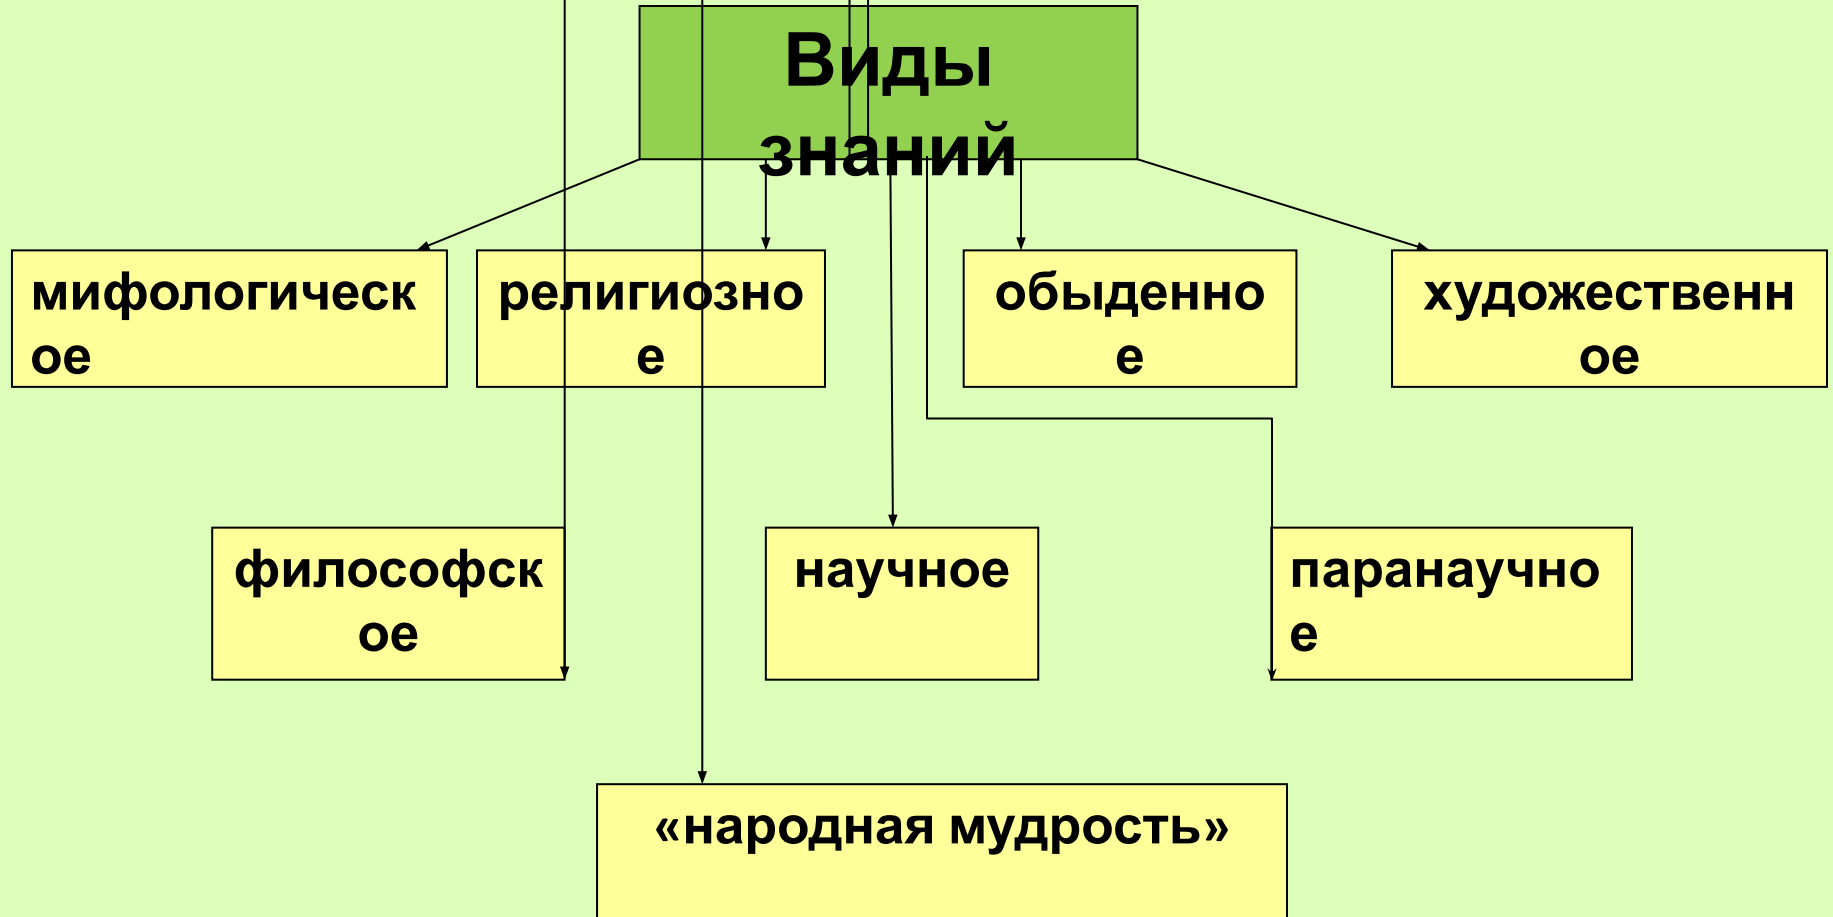 Виды
знаний
мифологическ
ое
религиозно
е
обыденно
е
художественн
ое
философск
ое
научное
паранаучно
е
«народная мудрость»